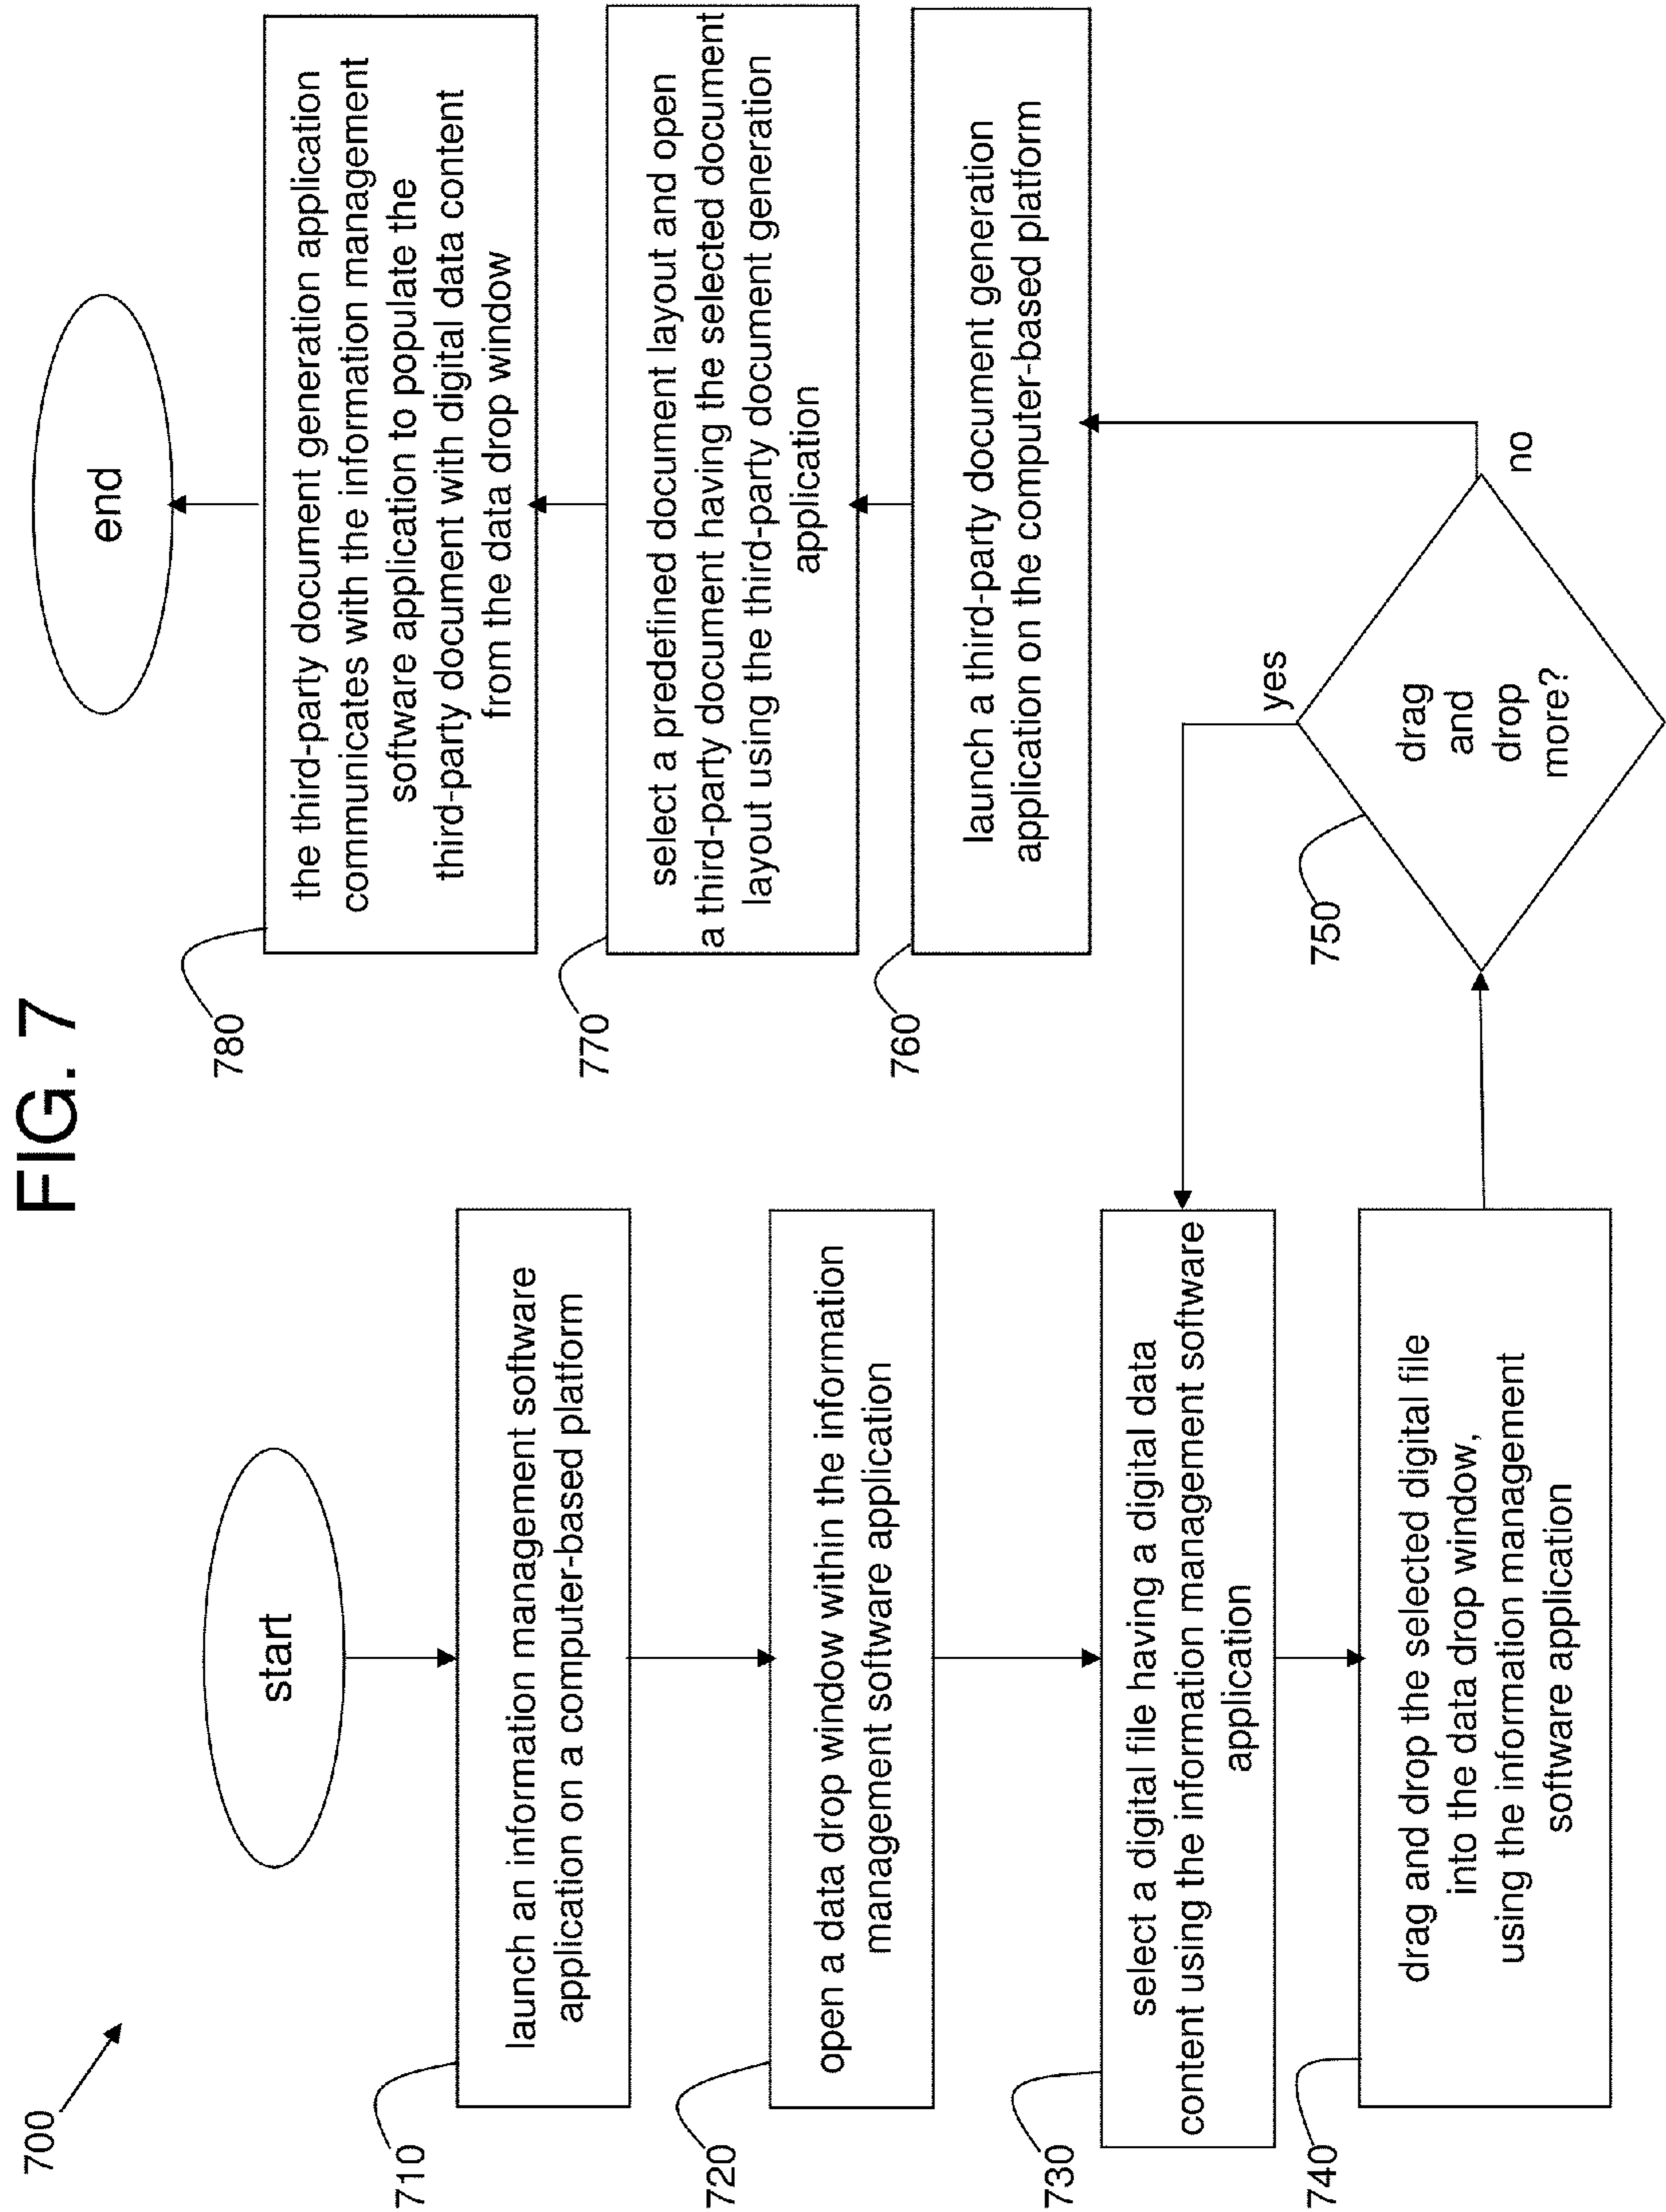 FIG. 7
700
start
710
launch an information management software
application on a computer-based platform
720
open a data drop window within the information
management software application
730
select a digital file having a digital data
content using the information management software
application
740
drag and drop the selected digital file
into the data drop window,
using the information management
software application
750
drag
and
drop
more?
yes
no
760
launch a third-party document generation
application on the computer-based platform
770
select a predefined document layout and open
a third-party document having the selected document
layout using the third-party document generation
application
780
the third-party document generation application
communicates with the information management
software application to populate the
third-party document with digital data content
from the data drop window
end